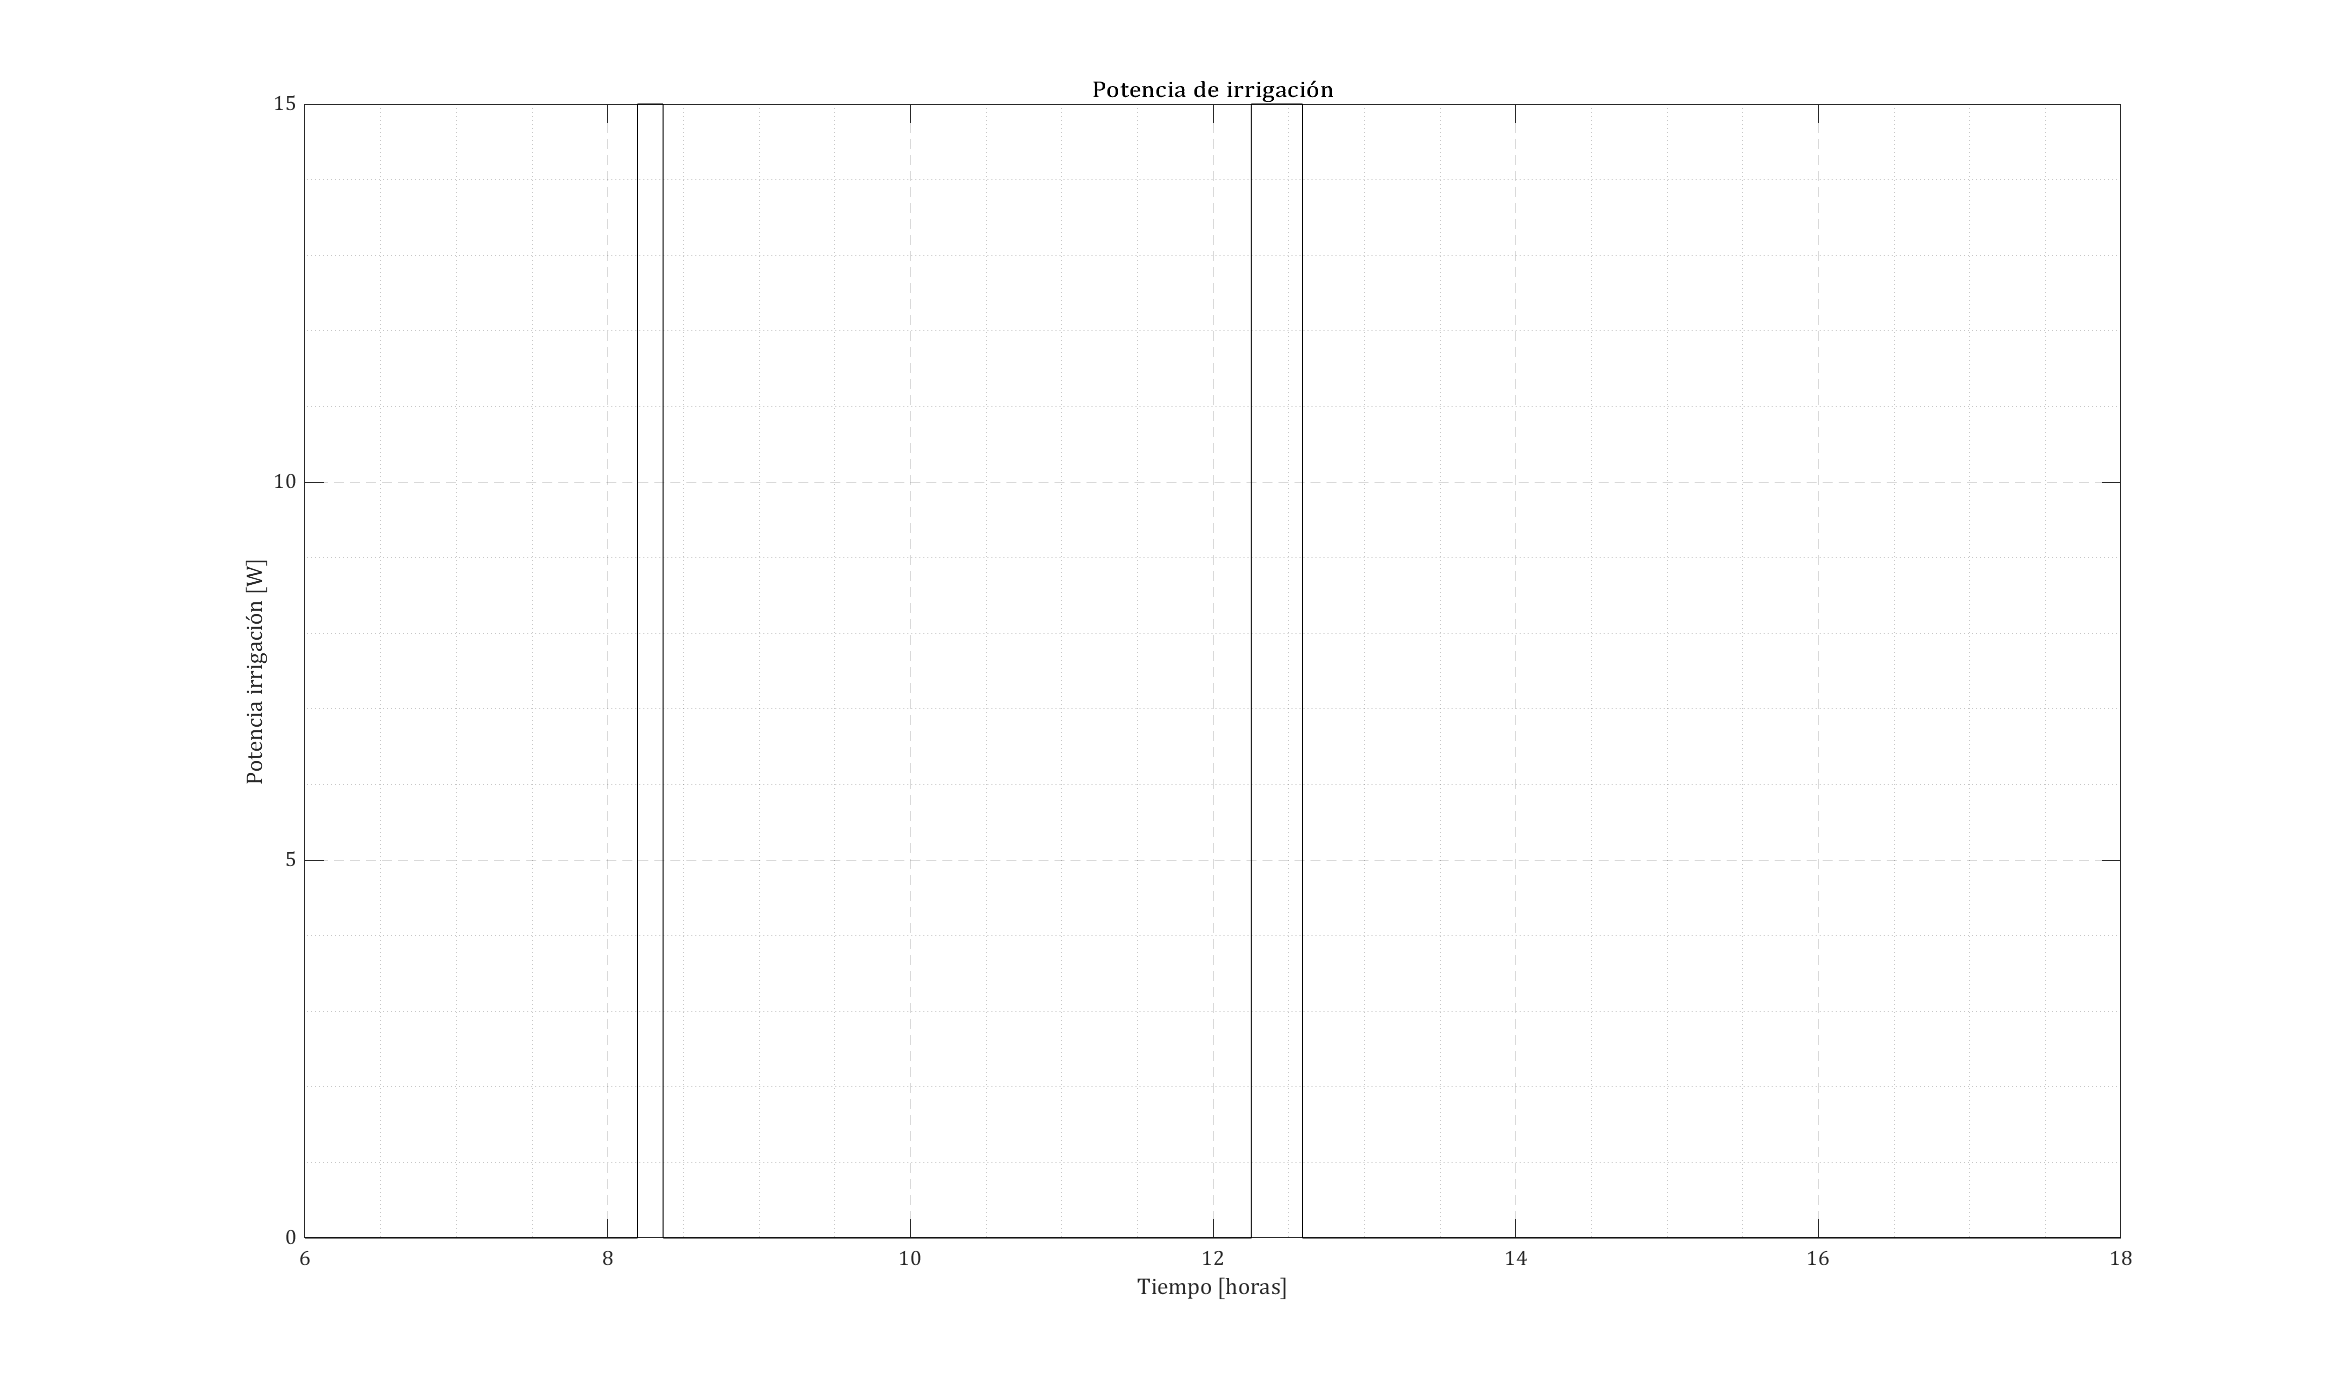 Potencia de irrigación
15
10
5
0
Potencia irrigación [W]
6 8 10 12 14 16 18
Tiempo [horas]